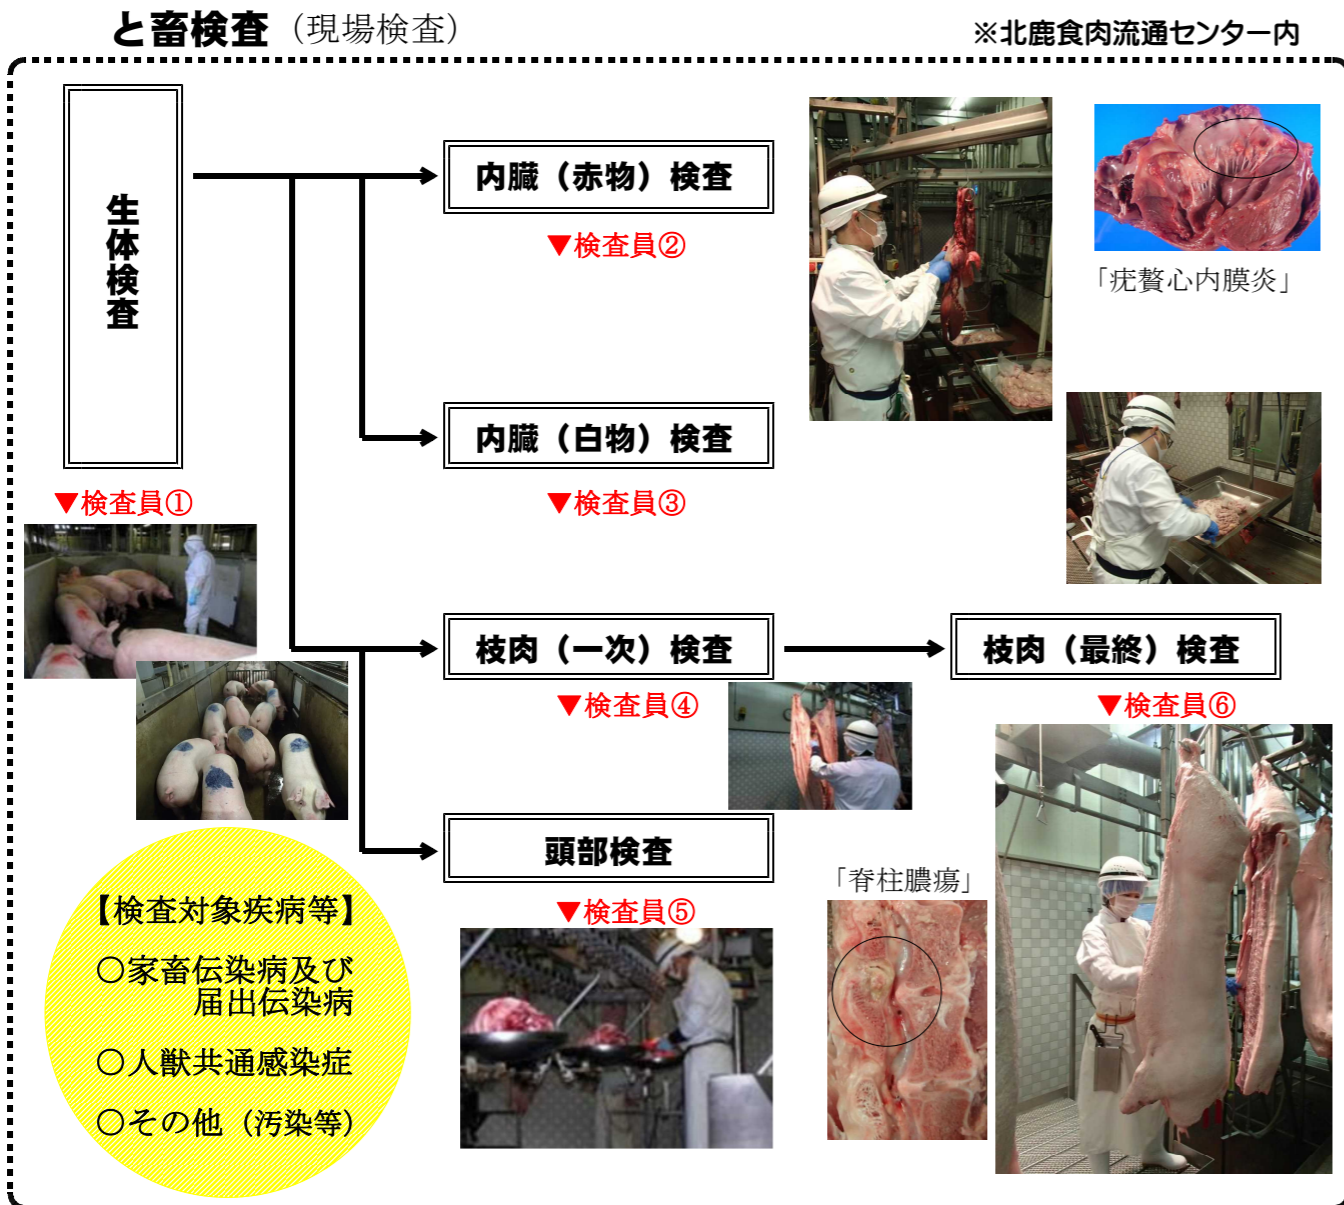 と畜検査（現場検査）
※北鹿食肉流通センター内
生体検査
▼検査員①
内臓（赤物）検査
▼検査員②
「疣贅心内膜炎」
内臓（白物）検査
▼検査員③
枝肉（一次）検査
▼検査員④
枝肉（最終）検査
▼検査員⑥
頭部検査
▼検査員⑤
「脊柱膿瘍」
【検査対象疾病等】
○家畜伝染病及び
届出伝染病
○人獣共通感染症
○その他（汚染等）